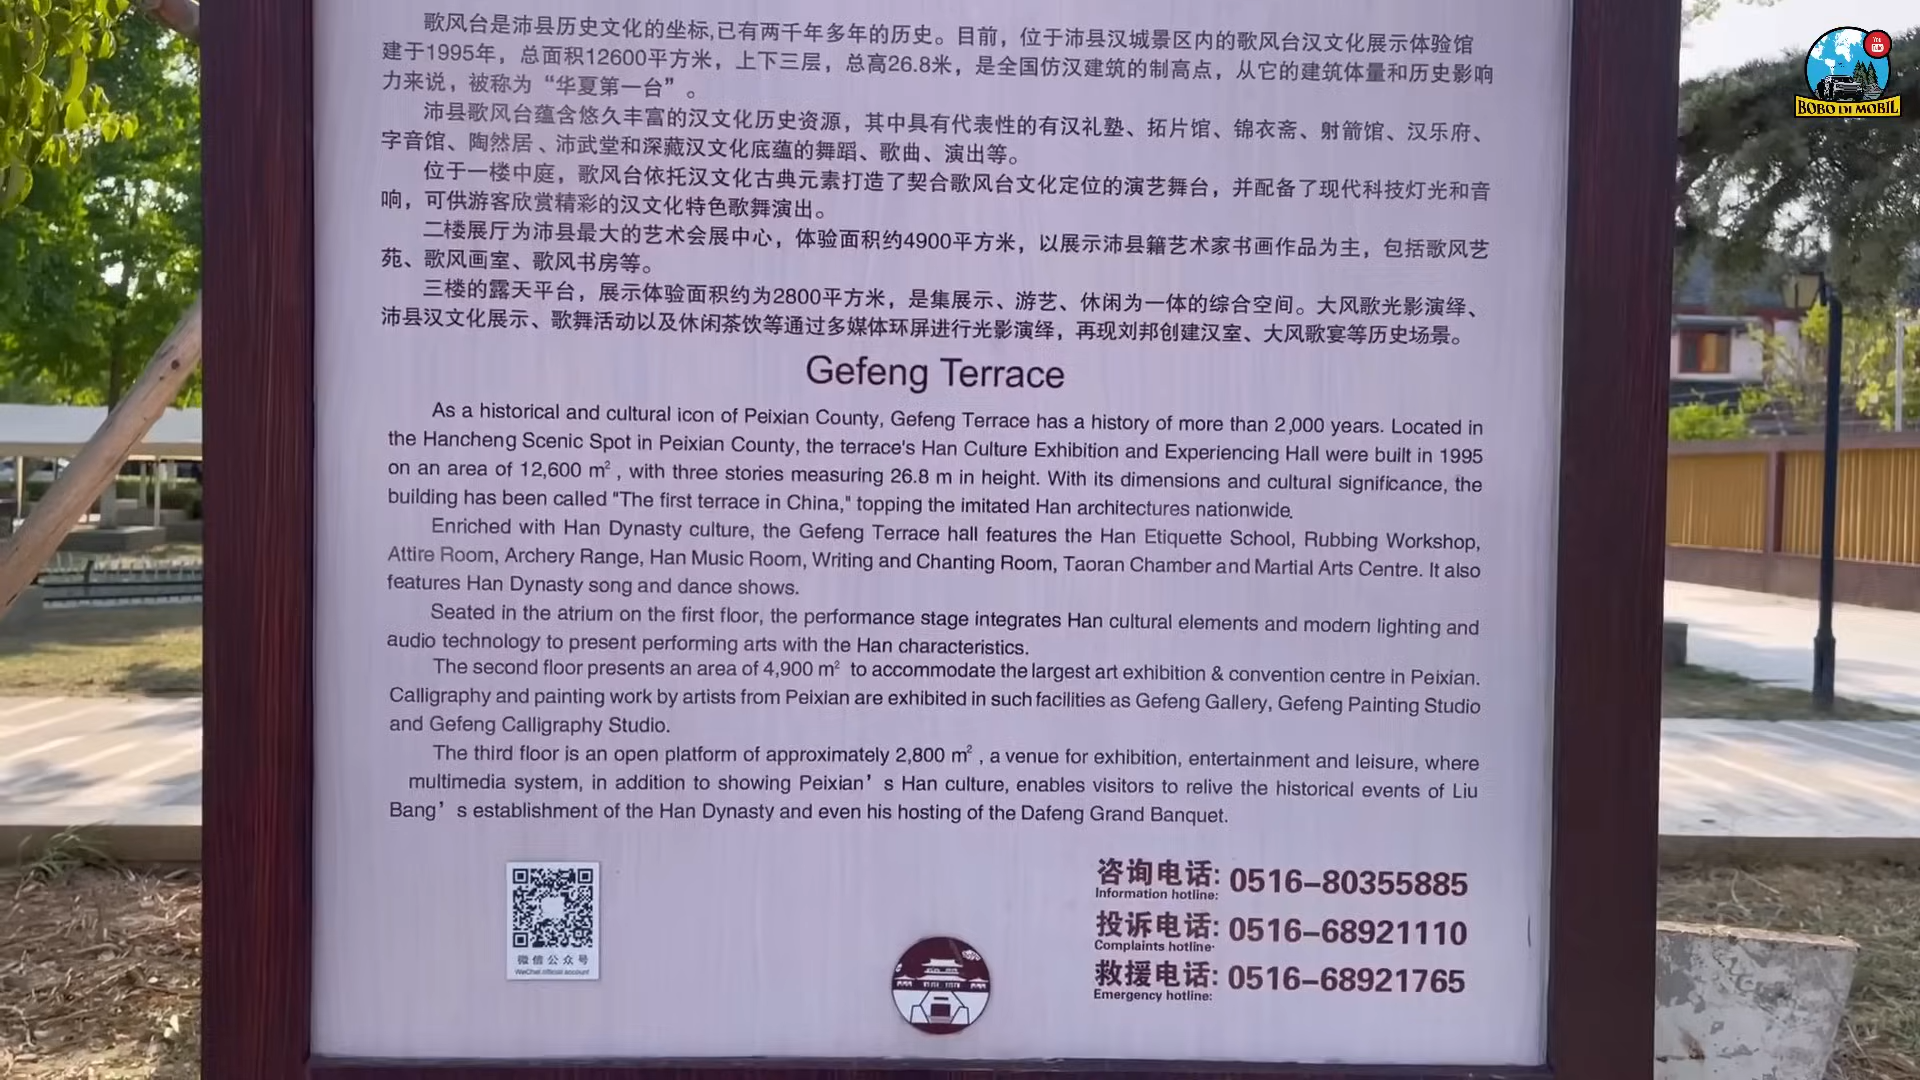 歌风台是沛县历史文化的坐标,已有两千年多年的历史。目前，位于沛县汉城景区内的歌风台汉文化展示体验馆
建于1995年，总面积12600平方米，上下三层，总高26.8米，是全国仿汉建筑的制高点，从它的建筑体量和历史影响
力来说，被称为“华夏第一台”。
沛县歌风台蕴含悠久丰富的汉文化历史资源，其中具有代表性的有汉礼塾、拓片馆、锦衣斋、射箭馆、汉乐府、
字音馆、陶然居、沛武堂和深藏汉文化底蕴的舞蹈、歌曲、演出等。
位于一楼中庭，歌风台依托汉文化古典元素打造了契合歌风台文化定位的演艺舞台，并配备了现代科技灯光和音
响，可供游客欣赏精彩的汉文化特色歌舞演出。
二楼展厅为沛县最大的艺术会展中心，体验面积约4900平方米，以展示沛县籍艺术家书画作品为主，包括歌风艺
苑、歌风画室、歌风书房等。
三楼的露天平台，展示体验面积约为2800平方米，是集展示、游艺、休闲为一体的综合空间。大风歌光影演绎、
沛县汉文化展示、歌舞活动以及休闲茶饮等通过多媒体环屏进行光影演绎，再现刘邦创建汉室、大风歌宴等历史场景。
Gefeng Terrace
As a historical and cultural icon of Peixian County, Gefeng Terrace has a history of more than 2,000 years. Located in
the Hancheng Scenic Spot in Peixian County, the terrace's Han Culture Exhibition and Experiencing Hall were built in 1995
on an area of 12,600 m², with three stories measuring 26.8 m in height. With its dimensions and cultural significance, the
building has been called "The first terrace in China," topping the imitated Han architectures nationwide.
Enriched with Han Dynasty culture, the Gefeng Terrace hall features the Han Etiquette School, Rubbing Workshop,
Attire Room, Archery Range, Han Music Room, Writing and Chanting Room, Taoran Chamber and Martial Arts Centre. It also
features Han Dynasty song and dance shows.
Seated in the atrium on the first floor, the performance stage integrates Han cultural elements and modern lighting and
audio technology to present performing arts with the Han characteristics.
The second floor presents an area of 4,900 m² to accommodate the largest art exhibition & convention centre in Peixian.
Calligraphy and painting work by artists from Peixian are exhibited in such facilities as Gefeng Gallery, Gefeng Painting Studio
and Gefeng Calligraphy Studio.
The third floor is an open platform of approximately 2,800 m², a venue for exhibition, entertainment and leisure, where
multimedia system, in addition to showing Peixian’s Han culture, enables visitors to relive the historical events of Liu
Bang’s establishment of the Han Dynasty and even his hosting of the Dafeng Grand Banquet.
微信公众号
WeChat official account
咨询电话: 0516-80355885
Information hotline:
投诉电话: 0516-68921110
Complaints hotline:
救援电话: 0516-68921765
Emergency hotline:
You Tube
BOBO DI MOBIL